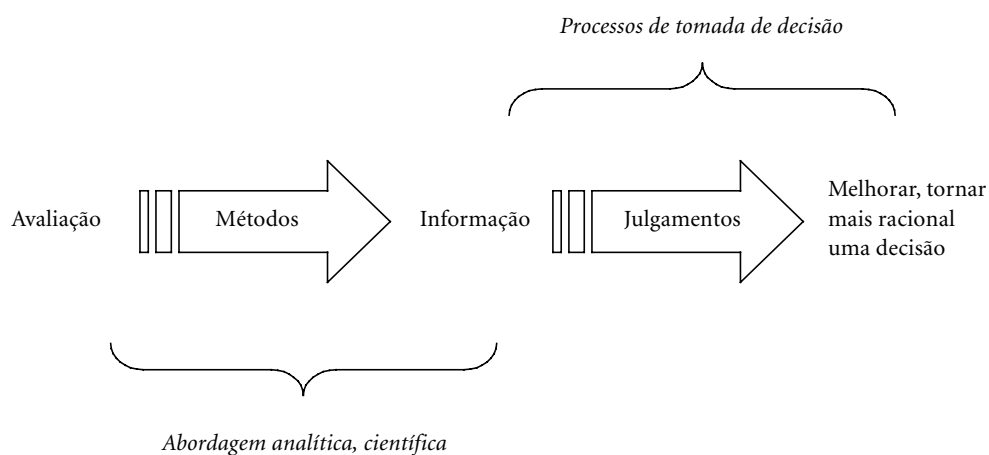 Processos de tomada de decisão
Avaliação
Métodos
Informação
Julgamentos
Melhorar, tornar
mais racional
uma decisão
Abordagem analítica, científica